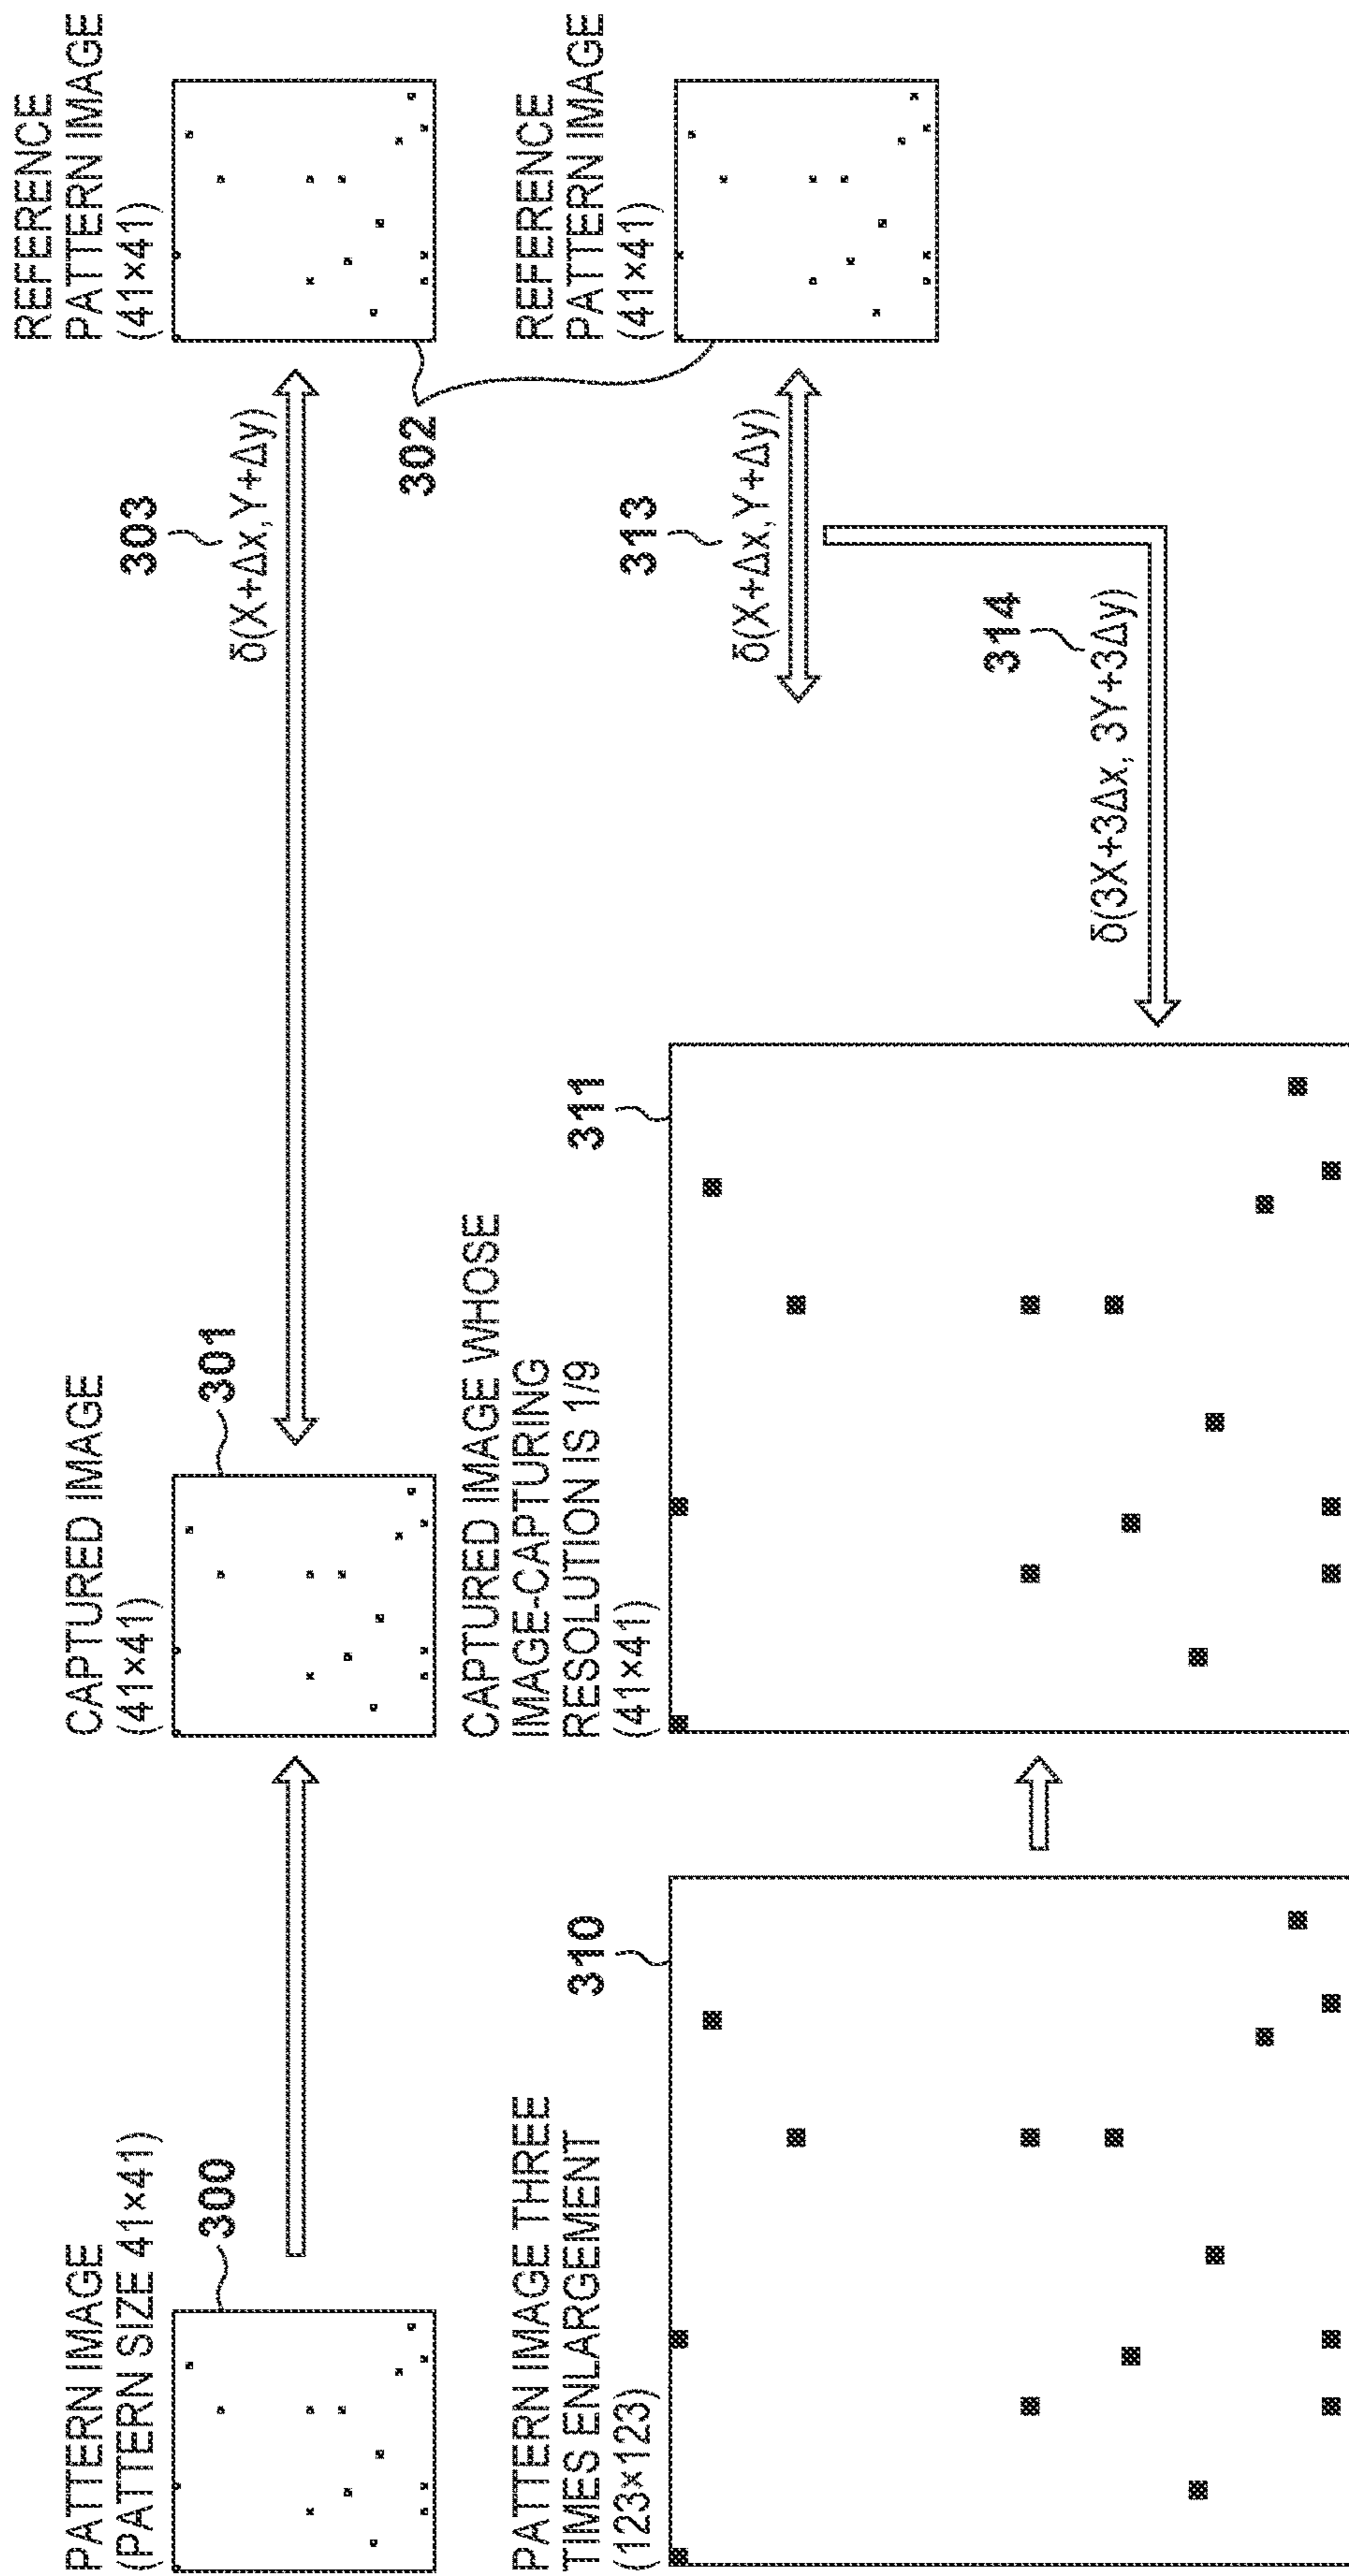 PATTERN IMAGE
(PATTERN SIZE 41×41)
300
CAPTURED IMAGE
(41×41)
301
303
δ(X+Δx,Y+Δy)
REFERENCE
PATTERN IMAGE
(41×41)
302
PATTERN IMAGE THREE
TIMES ENLARGEMENT
(123×123)
310
CAPTURED IMAGE WHOSE
IMAGE-CAPTURING
RESOLUTION IS 1/9
(41×41)
311
313
δ(X+Δx,Y+Δy)
314
δ(3X+3Δx, 3Y+3Δy)
REFERENCE
PATTERN IMAGE
(41×41)